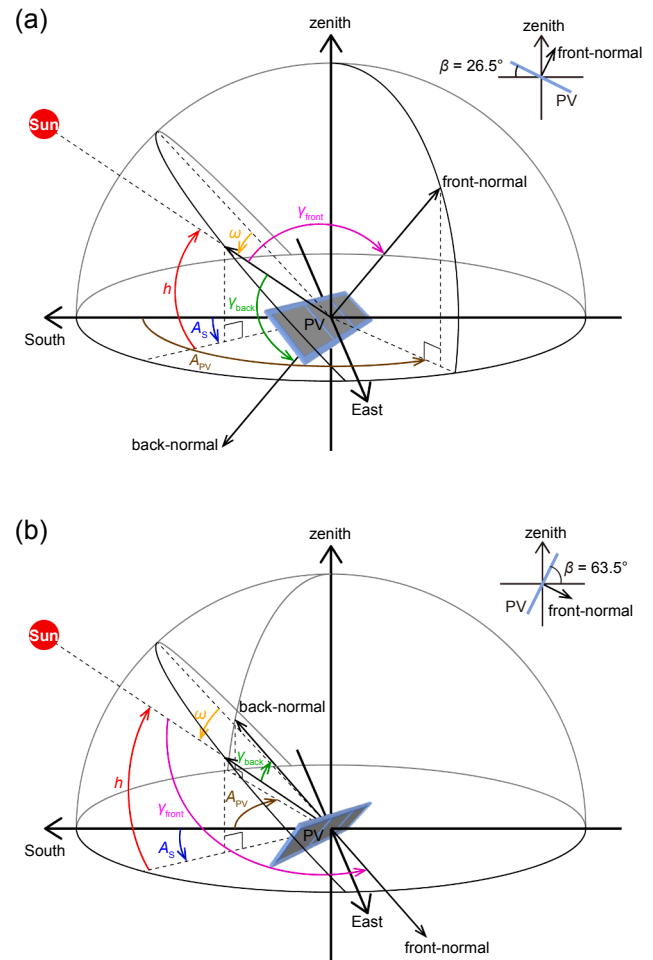 (a)
zenith
zenith
front-normal
β = 26.5°
PV
Sun
front-normal
γfront
ω
h
γback
PV
South
AS
APV
East
back-normal
(b)
zenith
zenith
β = 63.5°
PV
front-normal
Sun
back-normal
ω
γback
h
APV
γfront
PV
South
AS
East
front-normal